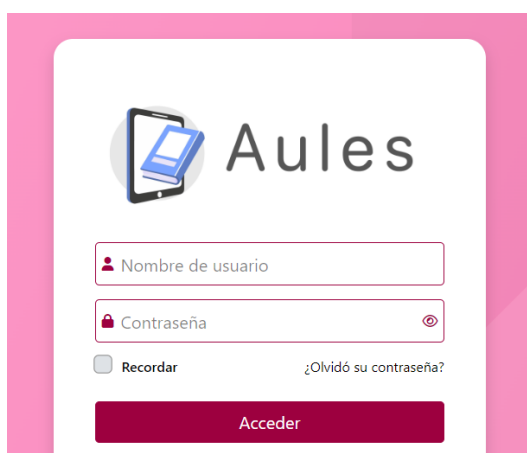 Aules
Nombre de usuario
Contraseña
Recordar ¿Olvidó su contraseña?
Acceder